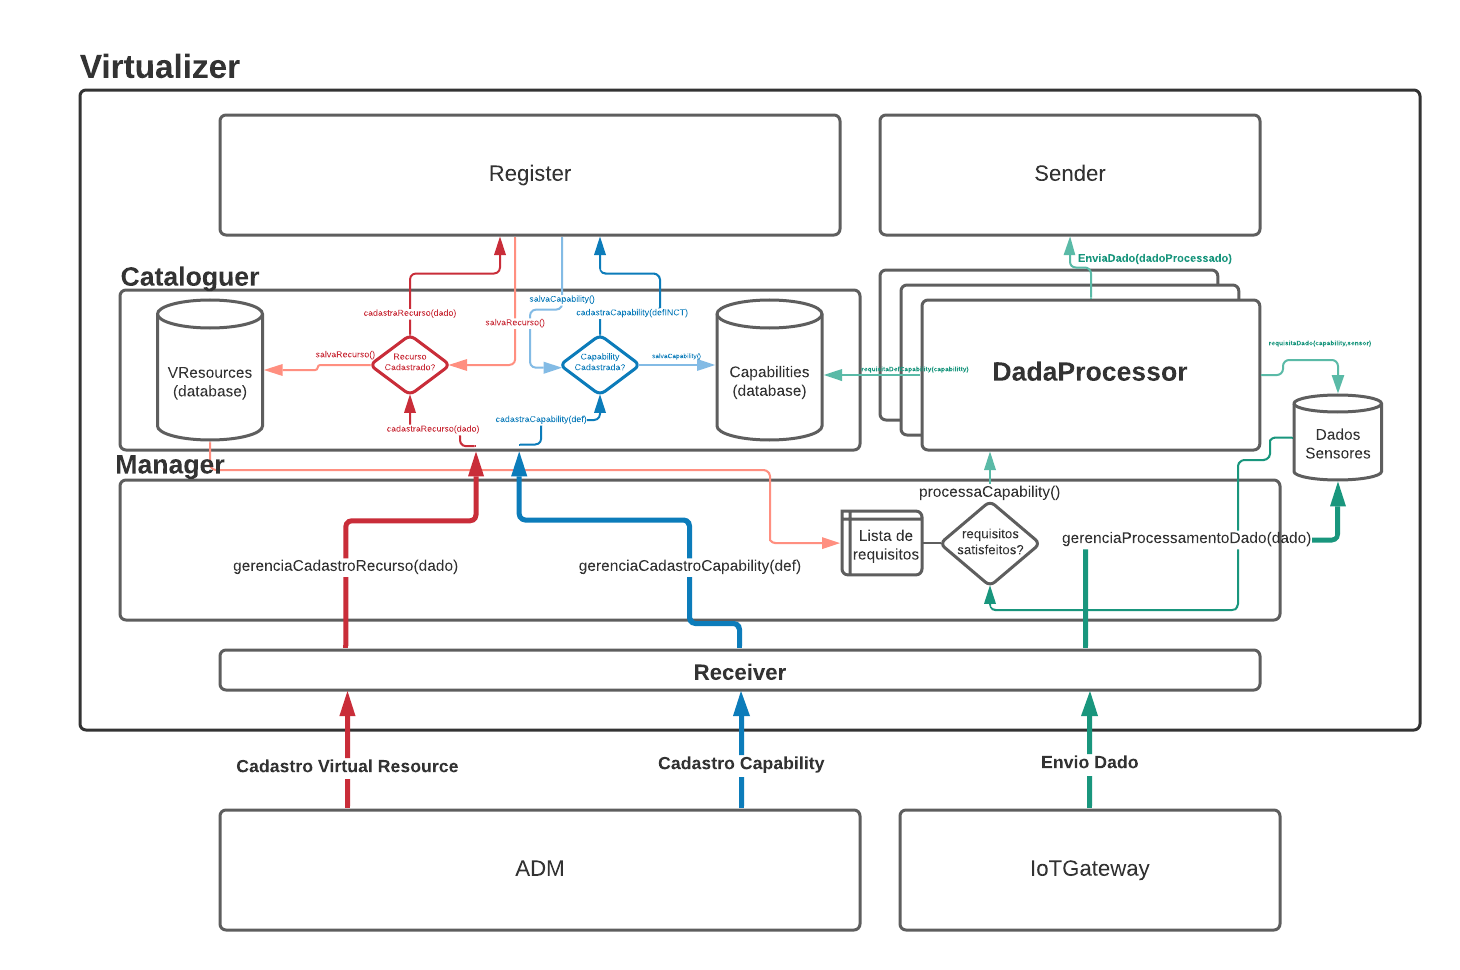 Virtualizer
Register
Sender
EnviaDado(dadoProcessado)
Cataloguer
salvaCapability()
cadastraRecurso(dado)
cadastraCapability(defINCT)
salvaRecurso()
requisitaDado(capability,sensor)
salvaRecurso()
Recurso
Cadastrado?
Capability
Cadastrada?
salvaCapability()
VResources
(database)
Capabilities
(database)
requisitaDefCapability(capabilitiy)
DadaProcessor
cadastraCapability(def)
cadastraRecurso(dado)
Dados
Sensores
Manager
processaCapability()
Lista de
requisitos
requisitos
satisfeitos?
gerenciaProcessamentoDado(dado)
gerenciaCadastroRecurso(dado)
gerenciaCadastroCapability(def)
Receiver
Cadastro Virtual Resource
Cadastro Capability
Envio Dado
ADM
IoTGateway